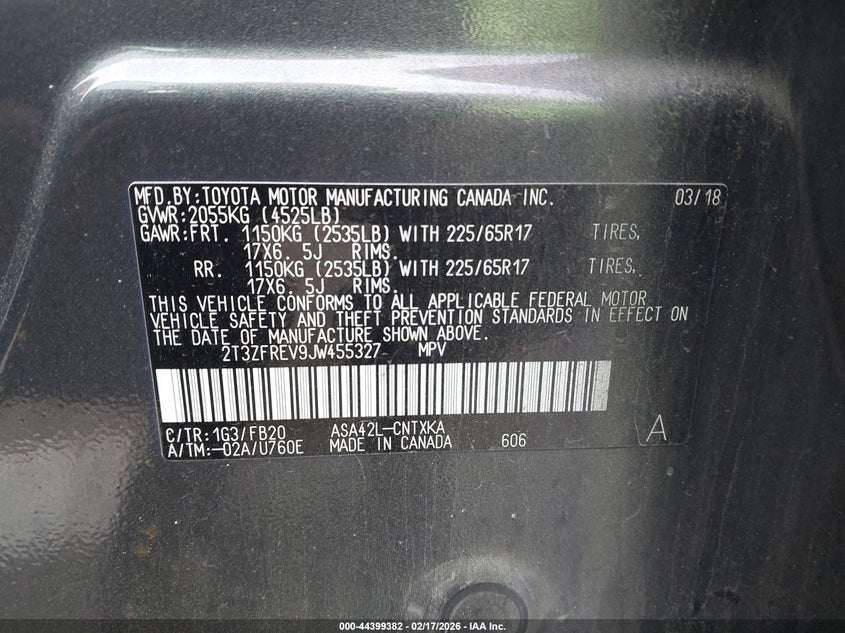 MFD.BY:TOYOTA MOTOR MANUFACTURING CANADA INC. 03/18
GVWR:2055KG (4525LB)
GAWR:FRT. 1150KG (2535LB) WITH 225/65R17 TIRES,
17X6. 5J RIMS.
RR. 1150KG (2535LB) WITH 225/65R17 TIRES,
17X6. 5J RIMS.
THIS VEHICLE CONFORMS TO ALL APPLICABLE FEDERAL MOTOR
VEHICLE SAFETY AND THEFT PREVENTION STANDARDS IN EFFECT ON
THE DATE OF MANUFACTURE SHOWN ABOVE.
2T3ZFREV9JW455327 MPV
C/TR:1G3/FB20 ASA42L-CNTXKA
A/TM:-02A/U760E MADE IN CANADA 606 A
000-44399382 - 02/17/2026 - IAA Inc.